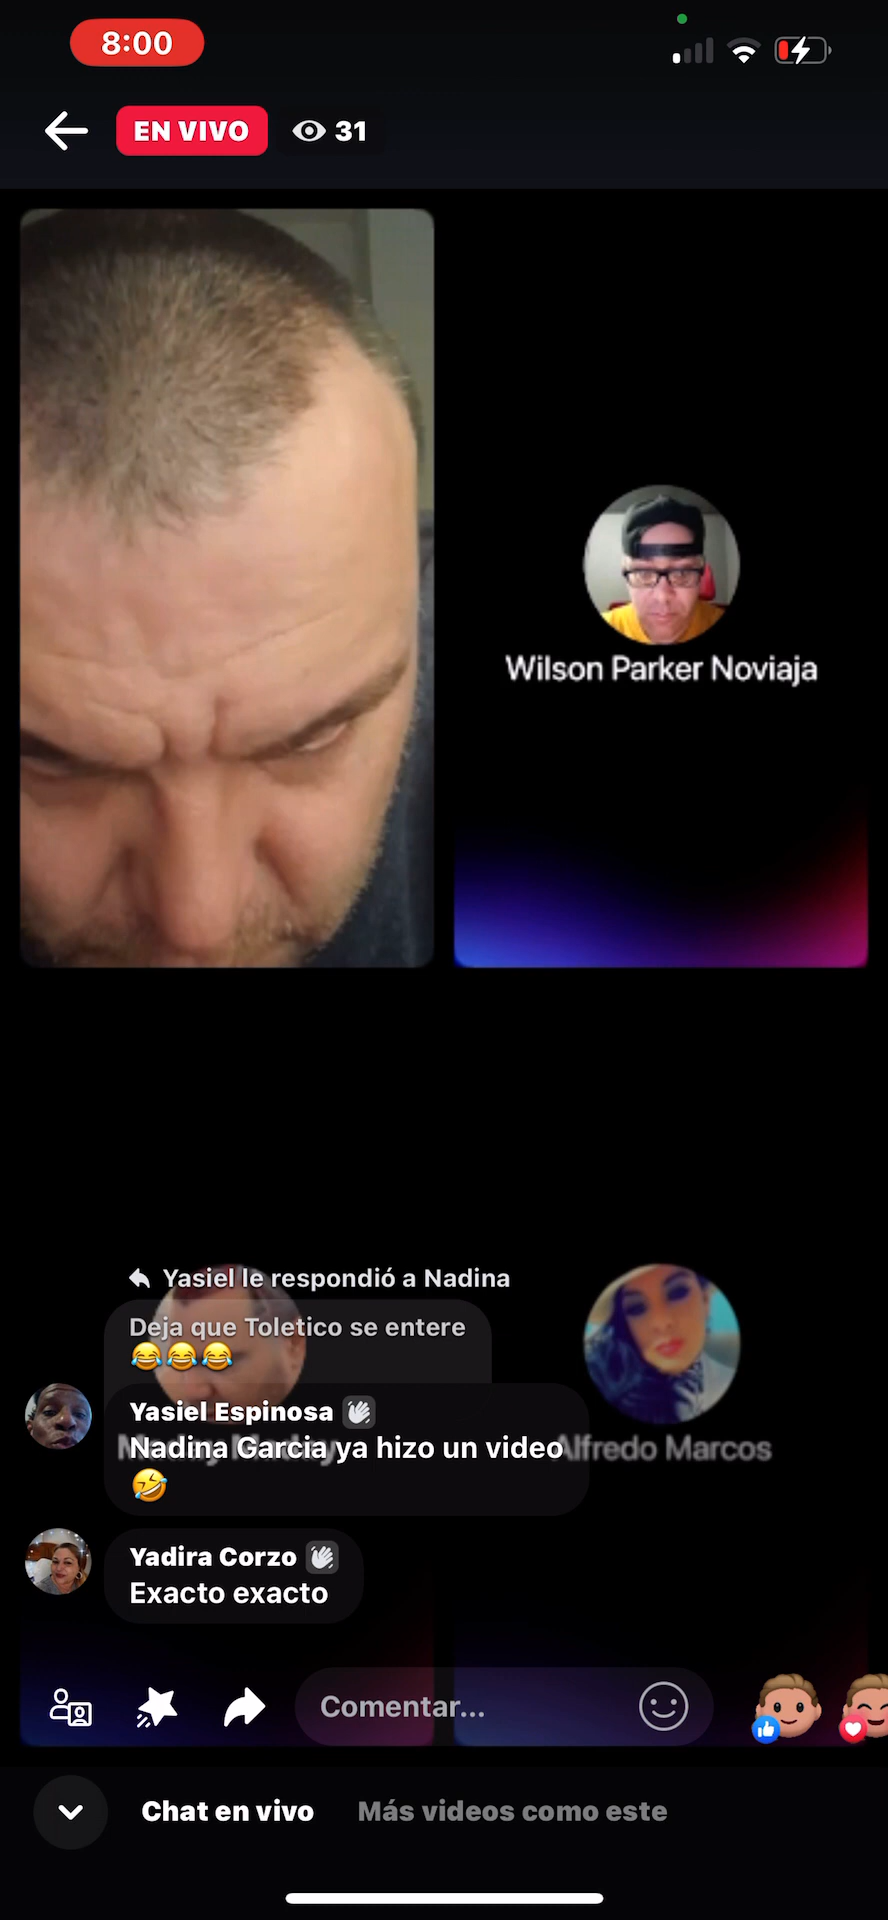 8:00
EN VIVO
31
Wilson Parker Noviaja
Yasiel le respondió a Nadina
Deja que Toletico se entere
😂😂😂
Yasiel Espinosa
Nadina Garcia ya hizo un video
🤣
Alfredo Marcos
Yadira Corzo
Exacto exacto
Comentar...
Chat en vivo
Más videos como este